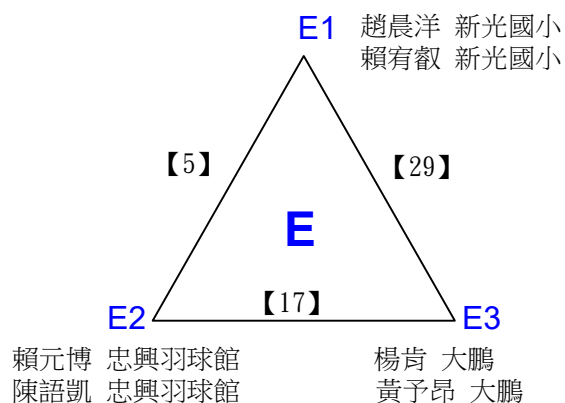 E1
趙晨洋 新光國小
賴宥叡 新光國小
【5】
【29】
E
【17】
E2
E3
賴元博 忠興羽球館
陳語凱 忠興羽球館
楊肯 大鵬
黃予昂 大鵬